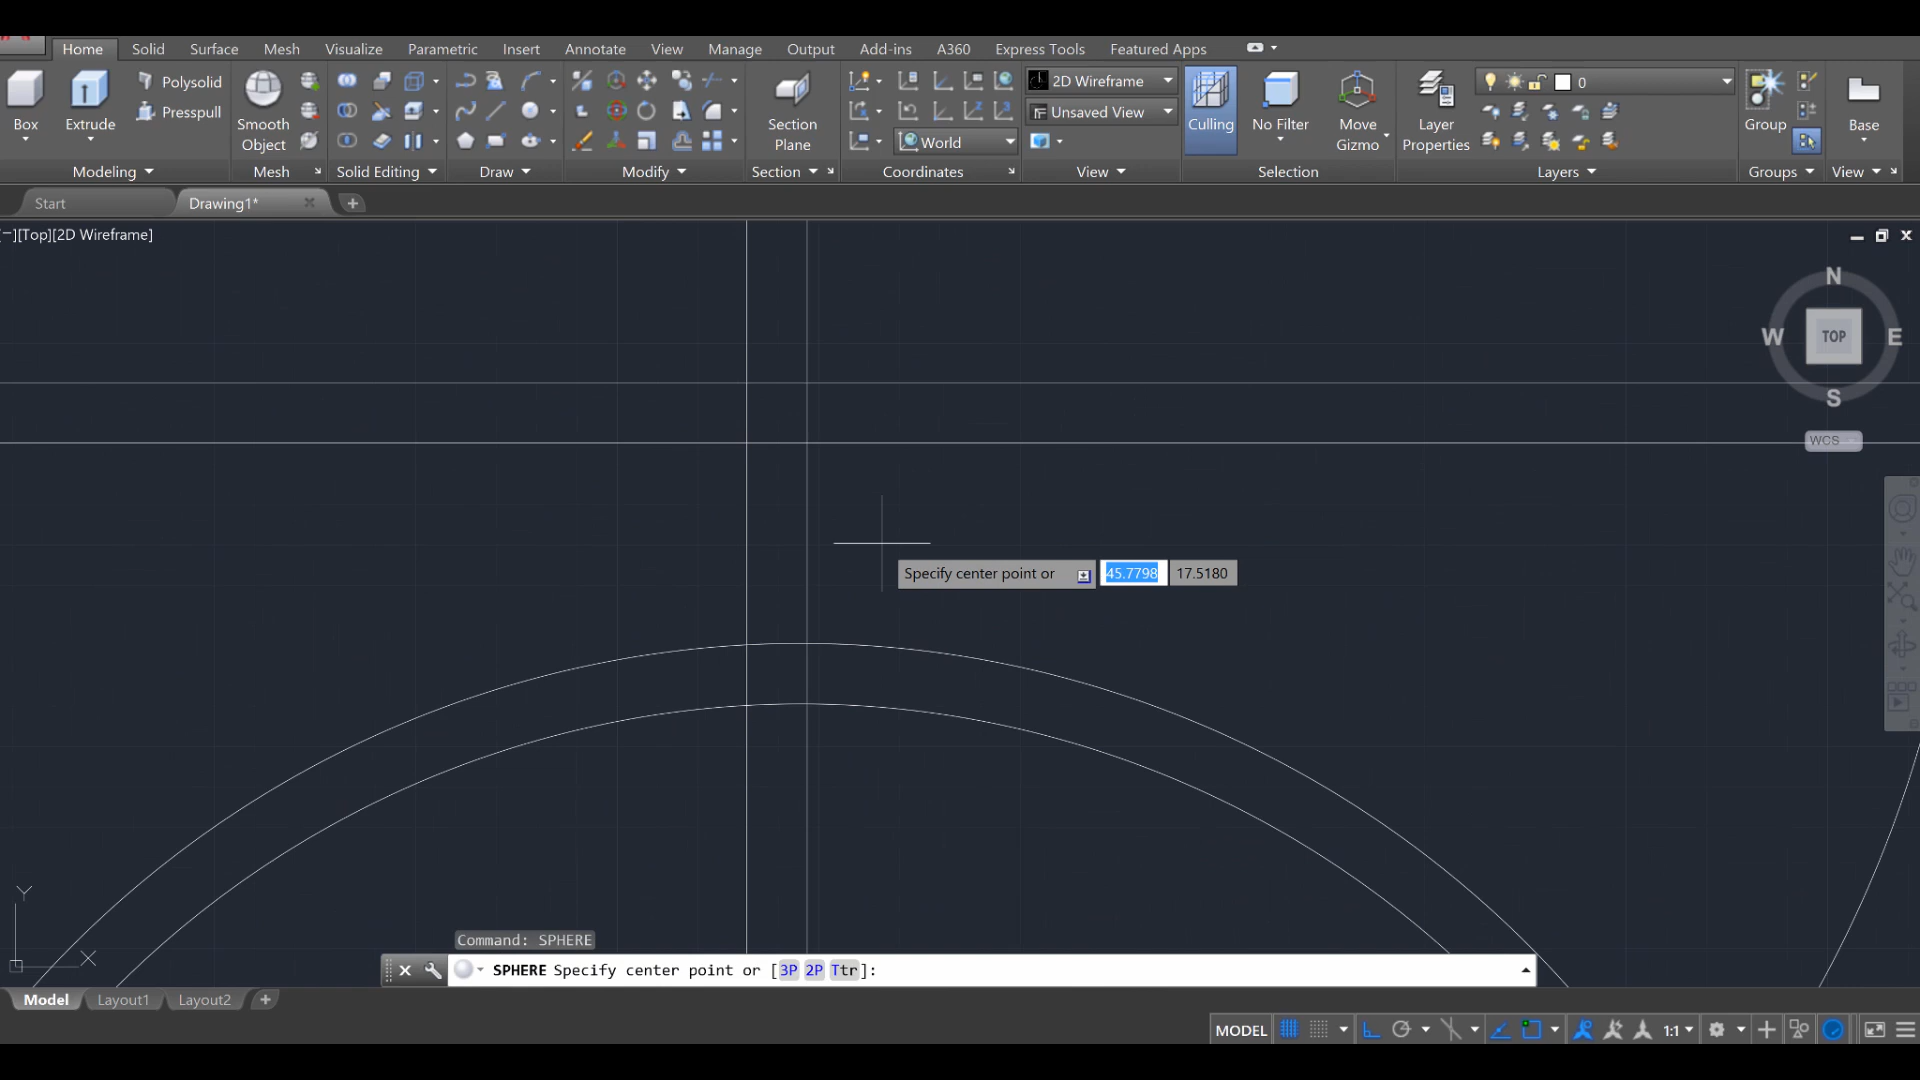 Home Solid Surface Mesh Visualize Parametric Insert Annotate View Manage Output Add-ins A360 Express Tools Featured Apps
Box
Extrude
Polysolid
Presspull
Smooth Object
Section Plane
World
2D Wireframe
Unsaved View
Culling
No Filter
Move Gizmo
Layer Properties
0
Group
Base
Modeling Mesh Solid Editing Draw Modify Section Coordinates View Selection Layers Groups View
Start Drawing1*
[−][Top][2D Wireframe]
N
W TOP E
S
WCS
Specify center point or 45.7798 17.5180
Y
X
Command: SPHERE
SPHERE Specify center point or [3P 2P Ttr]:
Model Layout1 Layout2
MODEL 1:1